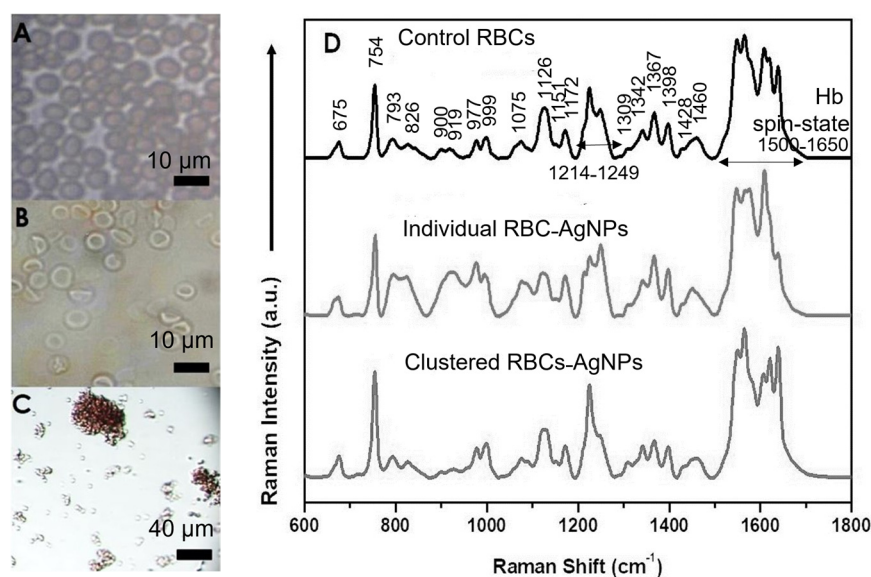 A
10 μm
B
10 μm
C
40 μm
D
Control RBCs
675
754
793
826
900
919
977
999
1075
1126
1151
1172
1214-1249
1309
1342
1367
1398
1428
1460
Hb
spin-state
1500-1650
Individual RBC-AgNPs
Clustered RBCs-AgNPs
Raman Intensity (a.u.)
600
800
1000
1200
1400
1600
1800
Raman Shift (cm⁻¹)